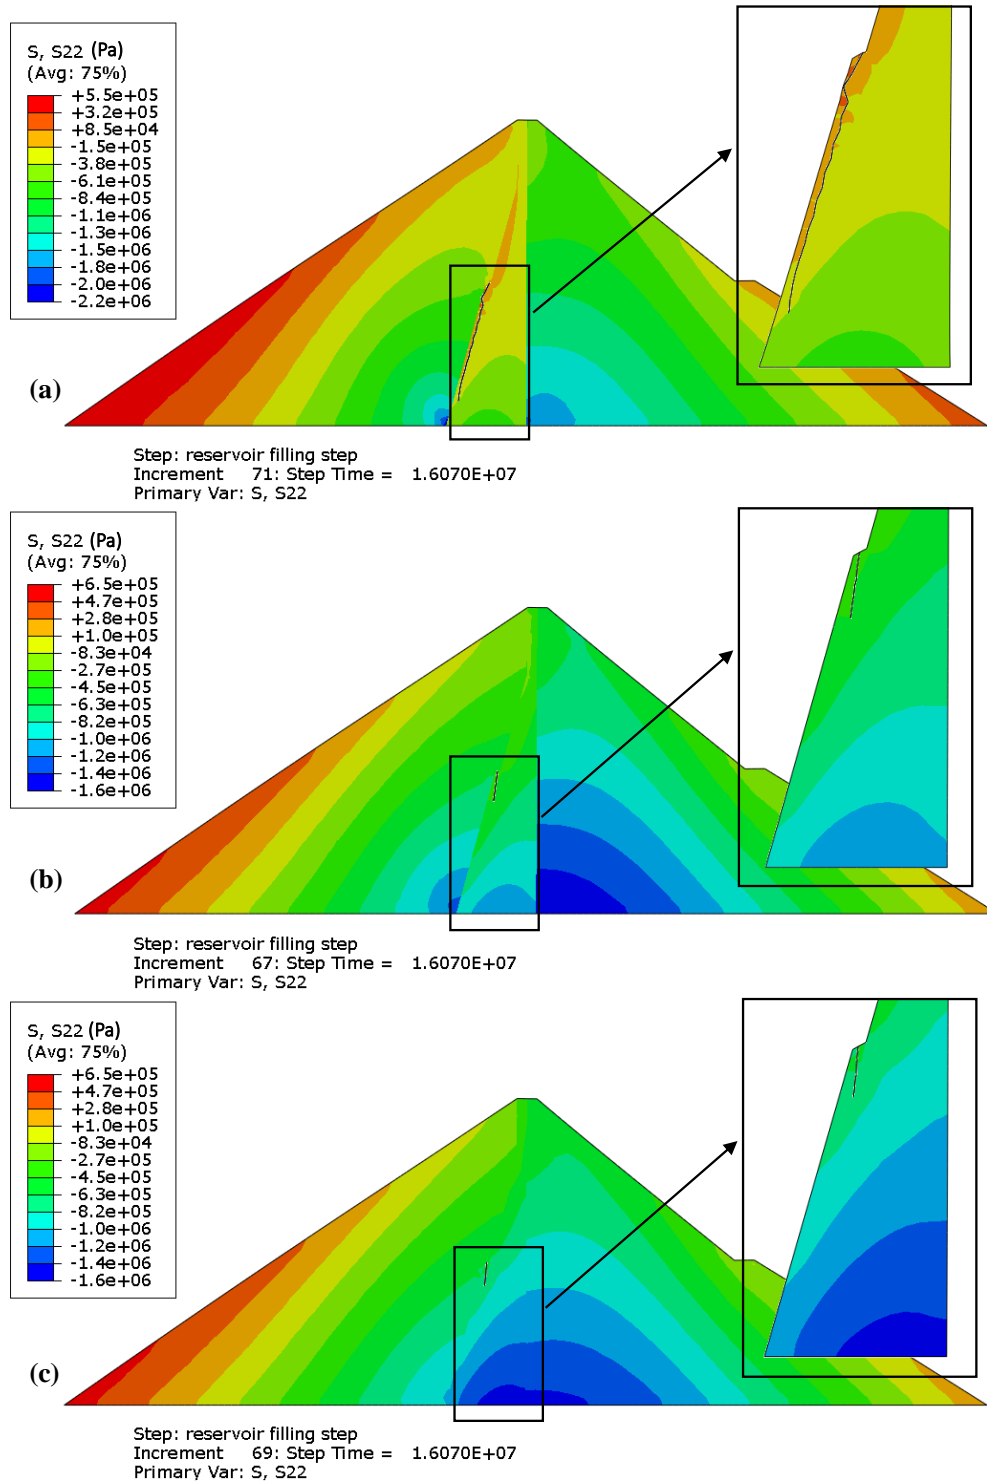 S, S22 (Pa)
(Avg: 75%)
+5.5e+05
+3.2e+05
+8.5e+04
-1.5e+05
-3.8e+05
-6.1e+05
-8.4e+05
-1.1e+06
-1.3e+06
-1.5e+06
-1.8e+06
-2.0e+06
-2.2e+06
(a)
Step: reservoir filling step
Increment 71: Step Time = 1.6070E+07
Primary Var: S, S22
S, S22 (Pa)
(Avg: 75%)
+6.5e+05
+4.7e+05
+2.8e+05
+1.0e+05
-8.3e+04
-2.7e+05
-4.5e+05
-6.3e+05
-8.2e+05
-1.0e+06
-1.2e+06
-1.4e+06
-1.6e+06
(b)
Step: reservoir filling step
Increment 67: Step Time = 1.6070E+07
Primary Var: S, S22
S, S22 (Pa)
(Avg: 75%)
+6.5e+05
+4.7e+05
+2.8e+05
+1.0e+05
-8.3e+04
-2.7e+05
-4.5e+05
-6.3e+05
-8.2e+05
-1.0e+06
-1.2e+06
-1.4e+06
-1.6e+06
(c)
Step: reservoir filling step
Increment 69: Step Time = 1.6070E+07
Primary Var: S, S22